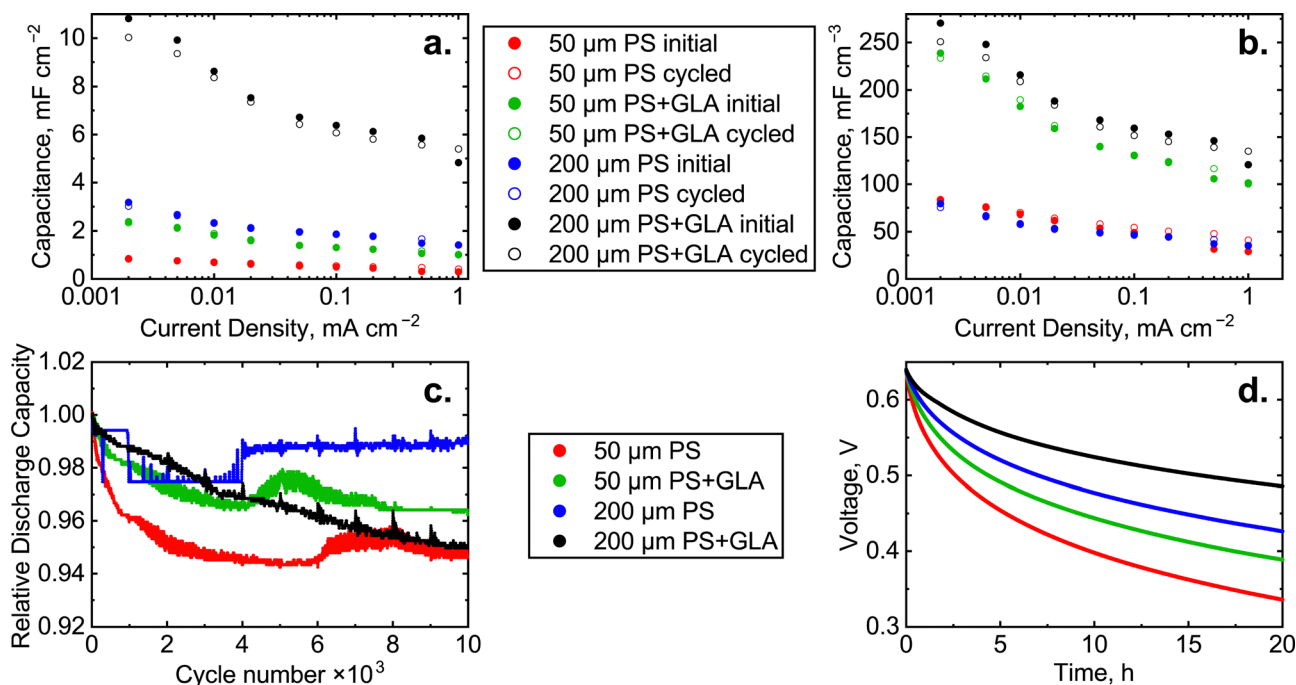 a.
Capacitance, mF cm⁻²
10
8
6
4
2
0
0.001
0.01
0.1
1
Current Density, mA cm⁻²
50 µm PS initial
50 µm PS cycled
50 µm PS+GLA initial
50 µm PS+GLA cycled
200 µm PS initial
200 µm PS cycled
200 µm PS+GLA initial
200 µm PS+GLA cycled
b.
Capacitance, mF cm⁻³
250
200
150
100
50
0
0.001
0.01
0.1
1
Current Density, mA cm⁻²
c.
Relative Discharge Capacity
1.02
1.00
0.98
0.96
0.94
0.92
0
2
4
6
8
10
Cycle number ×10³
50 µm PS
50 µm PS+GLA
200 µm PS
200 µm PS+GLA
d.
Voltage, V
0.6
0.5
0.4
0.3
0
5
10
15
20
Time, h